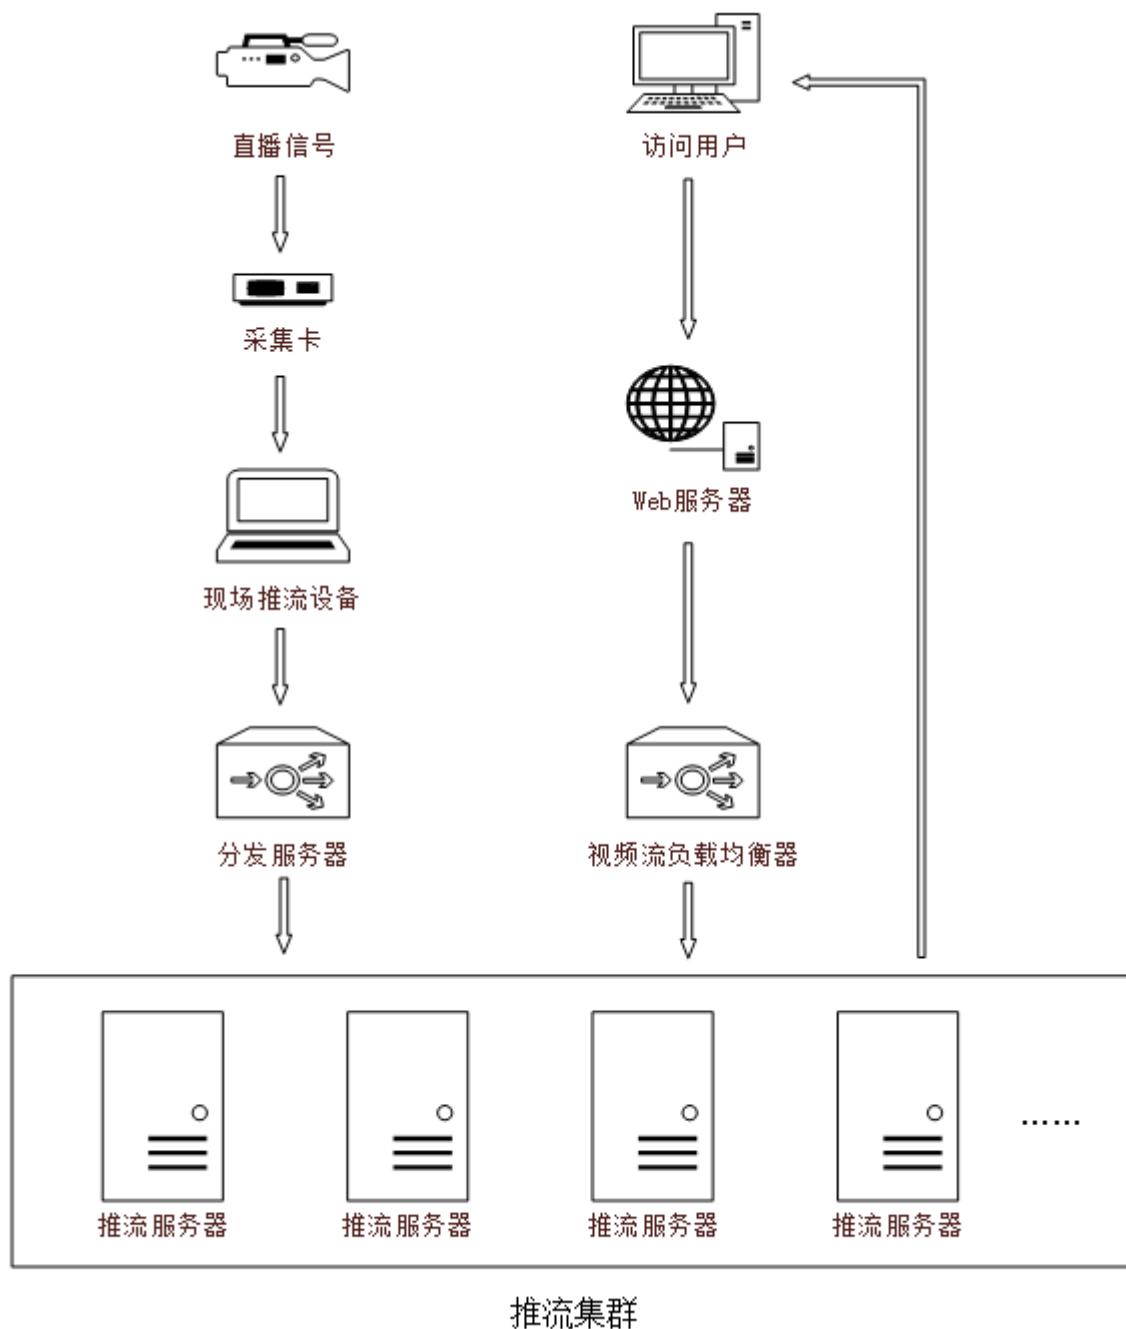 直播信号
访问用户
采集卡
Web服务器
现场推流设备
分发服务器
视频流负载均衡器
……
推流服务器
推流服务器
推流服务器
推流服务器
推流集群